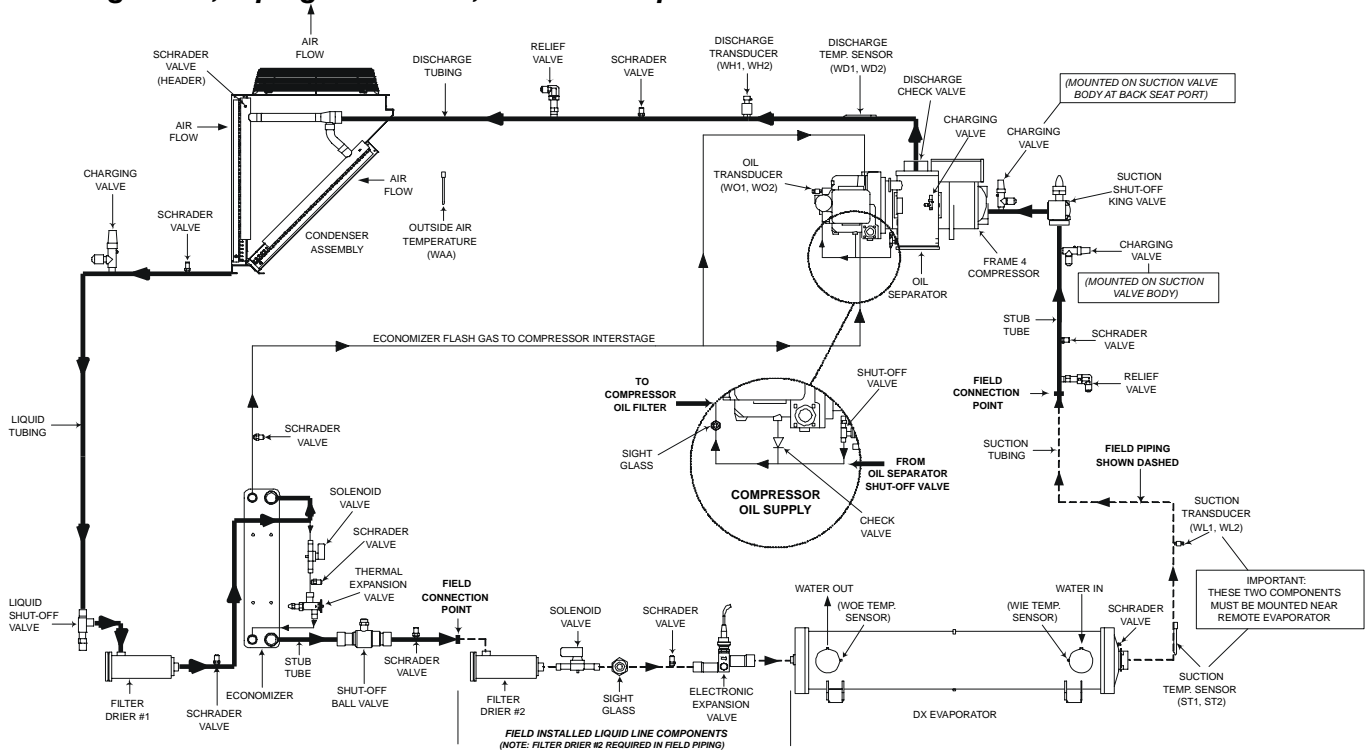 AIR
FLOW
SCHRADER
VALVE
(HEADER)
AIR
FLOW
CHARGING
VALVE
SCHRADER
VALVE
CONDENSER
ASSEMBLY
AIR
FLOW
OUTSIDE AIR
TEMPERATURE
(WAA)
DISCHARGE
TUBING
RELIEF
VALVE
SCHRADER
VALVE
DISCHARGE
TRANSDUCER
(WH1, WH2)
DISCHARGE
TEMP. SENSOR
(WD1, WD2)
DISCHARGE
CHECK VALVE
CHARGING
VALVE
(MOUNTED ON SUCTION VALVE
BODY AT BACK SEAT PORT)
CHARGING
VALVE
SUCTION
SHUT-OFF
KING VALVE
OIL
TRANSDUCER
(WO1, WO2)
FRAME 4
COMPRESSOR
OIL
SEPARATOR
CHARGING
VALVE
(MOUNTED ON SUCTION
VALVE BODY)
STUB
TUBE
SCHRADER
VALVE
RELIEF
VALVE
FIELD
CONNECTION
POINT
ECONOMIZER FLASH GAS TO COMPRESSOR INTERSTAGE
TO
COMPRESSOR
OIL FILTER
SHUT-OFF
VALVE
SIGHT
GLASS
FROM
OIL SEPARATOR
SHUT-OFF VALVE
COMPRESSOR
OIL SUPPLY
CHECK
VALVE
SUCTION
TUBING
FIELD PIPING
SHOWN DASHED
SUCTION
TRANSDUCER
(WL1, WL2)
IMPORTANT:
THESE TWO COMPONENTS
MUST BE MOUNTED NEAR
REMOTE EVAPORATOR
LIQUID
TUBING
SCHRADER
VALVE
SOLENOID
VALVE
SCHRADER
VALVE
THERMAL
EXPANSION
VALVE
FIELD
CONNECTION
POINT
LIQUID
SHUT-OFF
VALVE
FILTER
DRIER #1
SCHRADER
VALVE
ECONOMIZER
STUB
TUBE
SHUT-OFF
BALL VALVE
SCHRADER
VALVE
SOLENOID
VALVE
SCHRADER
VALVE
FILTER
DRIER #2
SIGHT
GLASS
ELECTRONIC
EXPANSION
VALVE
WATER OUT
(WOE TEMP.
SENSOR)
WATER IN
(WIE TEMP.
SENSOR)
SCHRADER
VALVE
SUCTION
TEMP. SENSOR
(ST1, ST2)
DX EVAPORATOR
FIELD INSTALLED LIQUID LINE COMPONENTS
(NOTE: FILTER DRIER #2 REQUIRED IN FIELD PIPING)